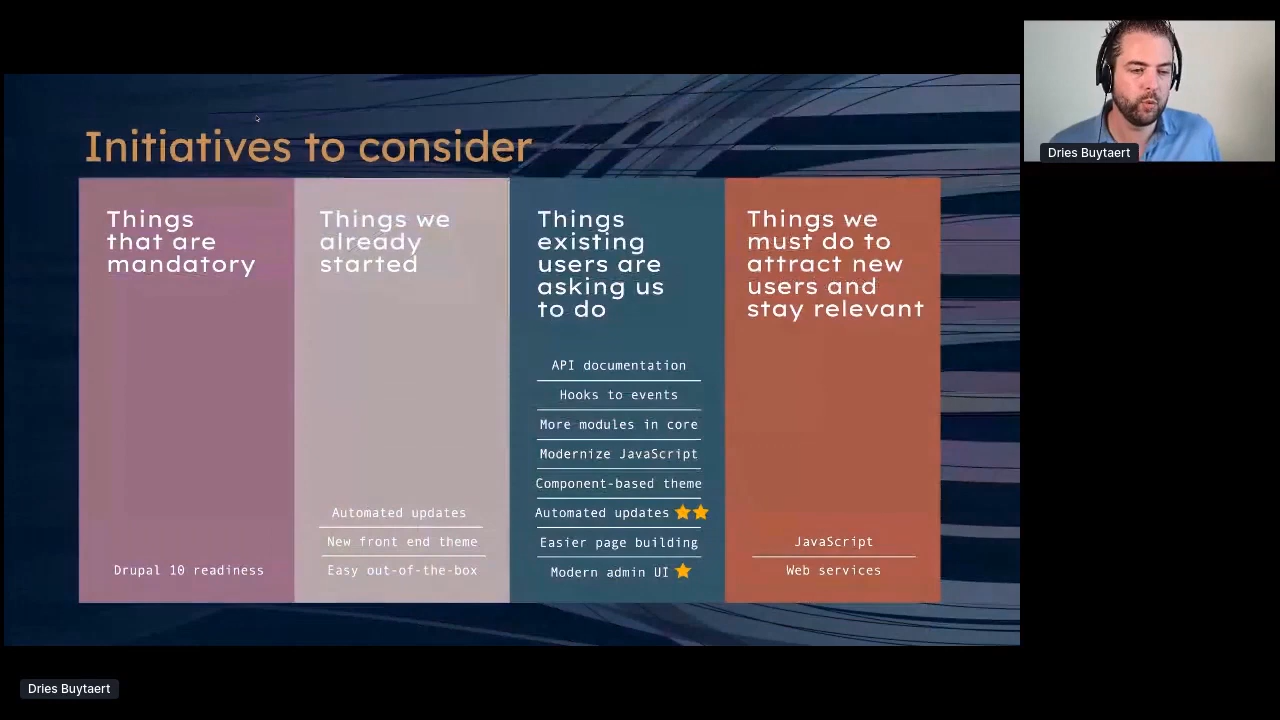 Initiatives to consider
Things
that are
mandatory
Drupal 10 readiness
Things we
already
started
Automated updates
New front end theme
Easy out-of-the-box
Things
existing
users are
asking us
to do
API documentation
Hooks to events
More modules in core
Modernize JavaScript
Component-based theme
Automated updates
Easier page building
Modern admin UI
Things we
must do to
attract new
users and
stay relevant
JavaScript
Web services
Dries Buytaert
Dries Buytaert